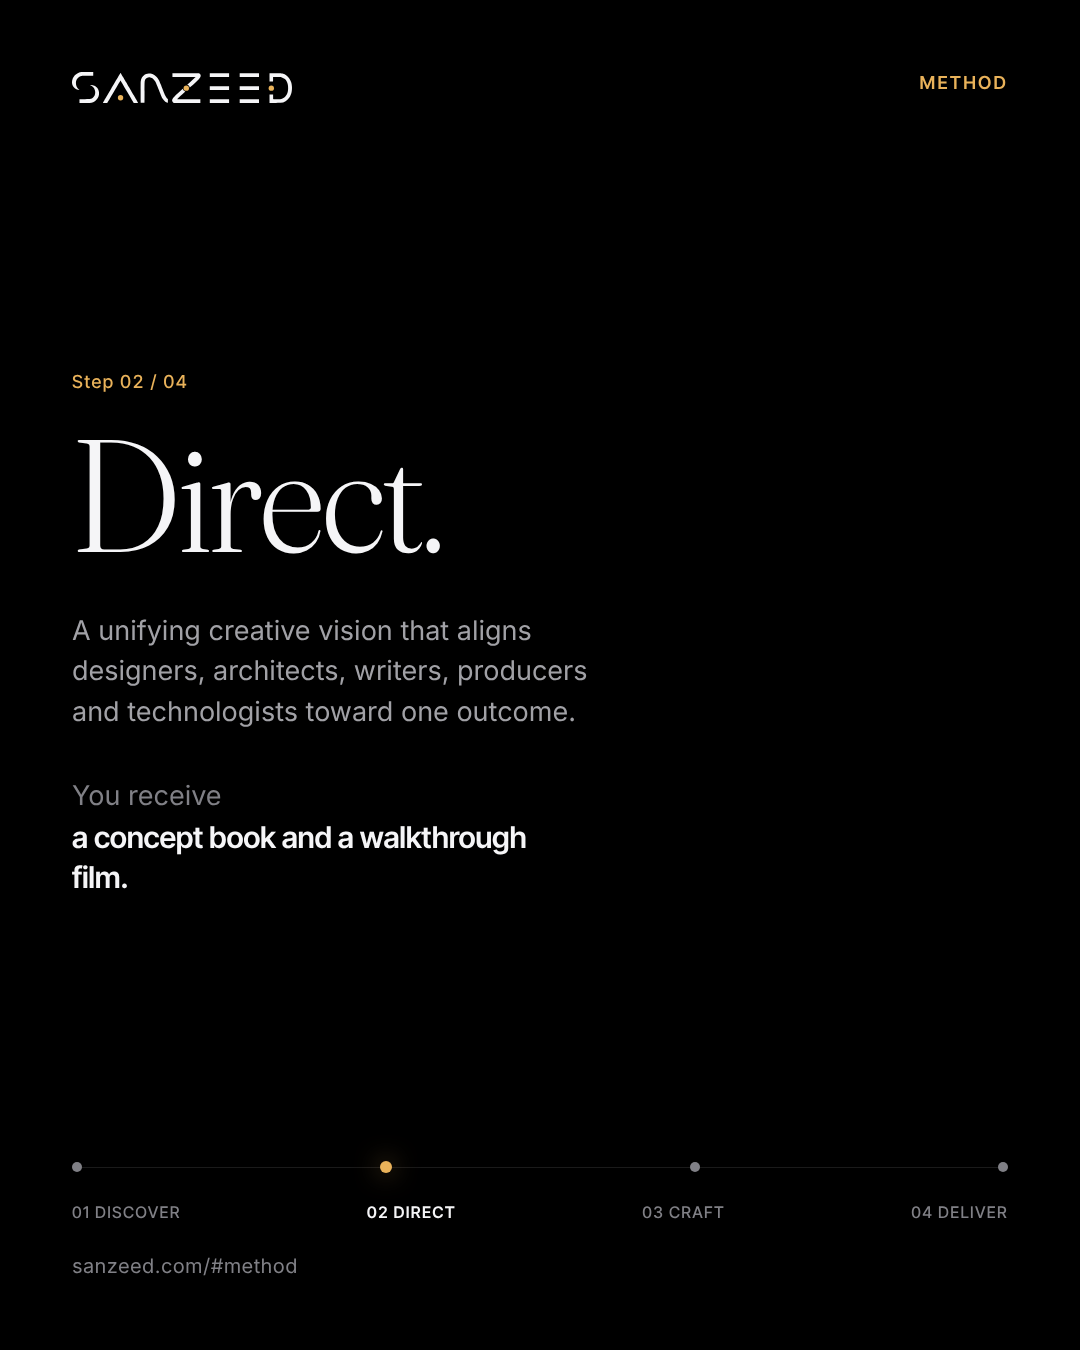 SANZEED
METHOD
Step 02 / 04
Direct.
A unifying creative vision that aligns
designers, architects, writers, producers
and technologists toward one outcome.
You receive
a concept book and a walkthrough
film.
01 DISCOVER
02 DIRECT
03 CRAFT
04 DELIVER
sanzeed.com/#method